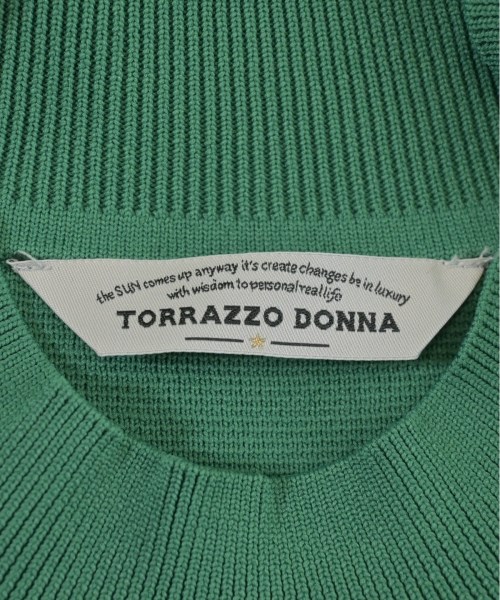 the SUN comes up anyway it's create changes be in luxury
with wisdom to personal real life
TORRAZZO DONNA